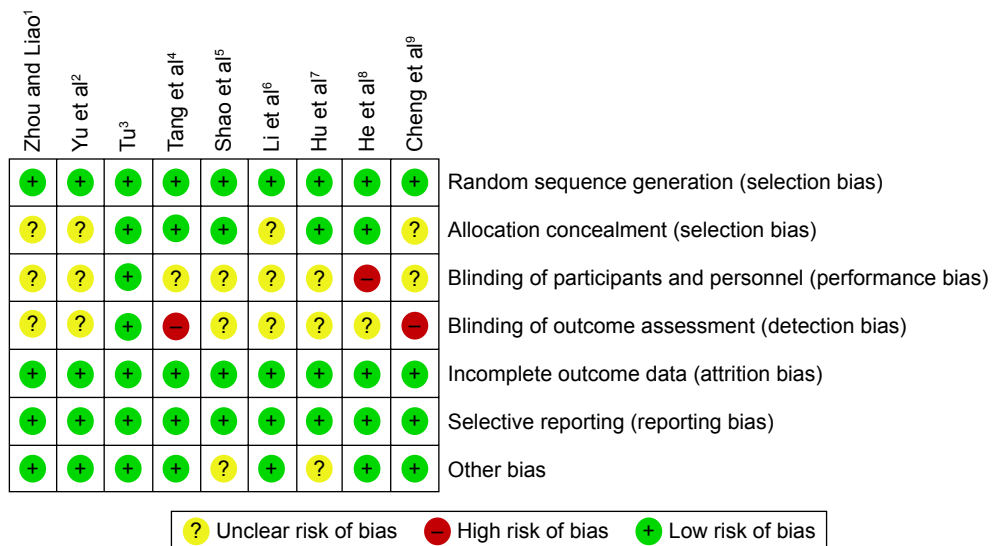 Zhou and Liao¹
Yu et al²
Tu³
Tang et al⁴
Shao et al⁵
Li et al⁶
Hu et al⁷
He et al⁸
Cheng et al⁹
+ + + + + + + + + Random sequence generation (selection bias)
? ? + + + ? + + ? Allocation concealment (selection bias)
? ? + ? ? ? ? – ? Blinding of participants and personnel (performance bias)
? ? + – ? ? ? ? – Blinding of outcome assessment (detection bias)
+ + + + + + + + + Incomplete outcome data (attrition bias)
+ + + + + + + + + Selective reporting (reporting bias)
+ + + + ? + ? + + Other bias
? Unclear risk of bias – High risk of bias + Low risk of bias